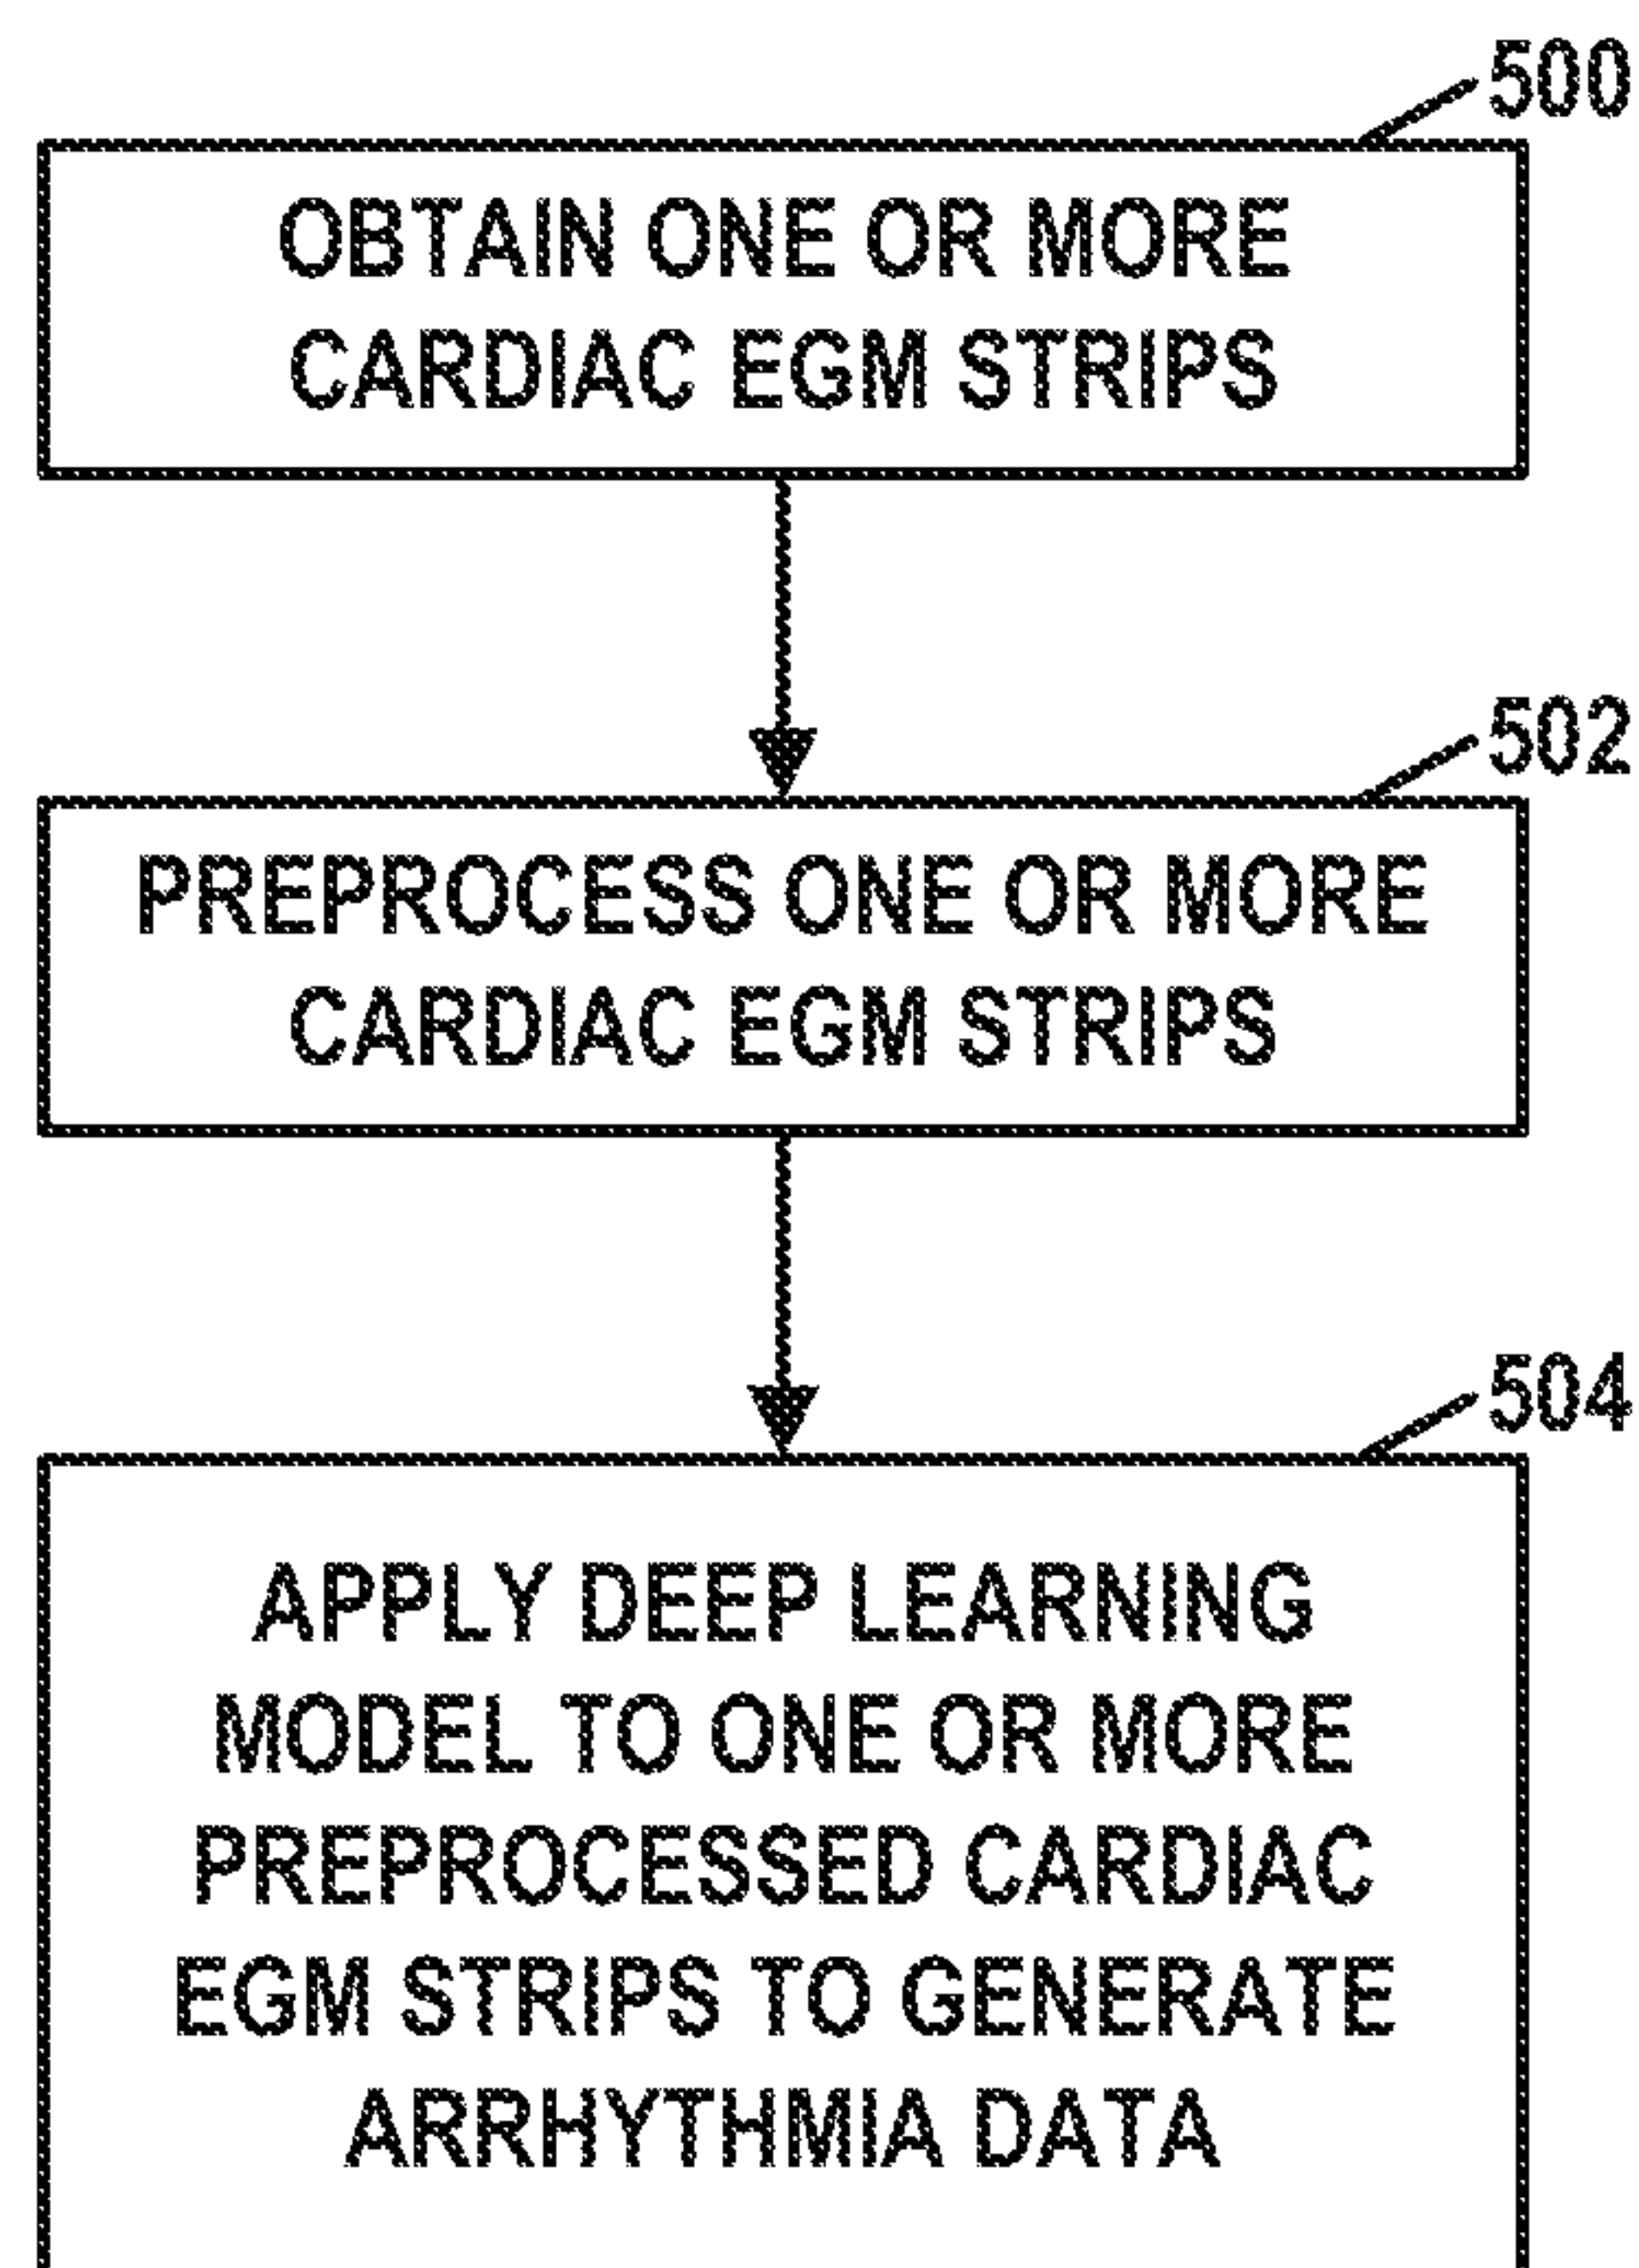 500
OBTAIN ONE OR MORE
CARDIAC EGM STRIPS
502
PREPROCESS ONE OR MORE
CARDIAC EGM STRIPS
504
APPLY DEEP LEARNING
MODEL TO ONE OR MORE
PREPROCESSED CARDIAC
EGM STRIPS TO GENERATE
ARRHYTHMIA DATA